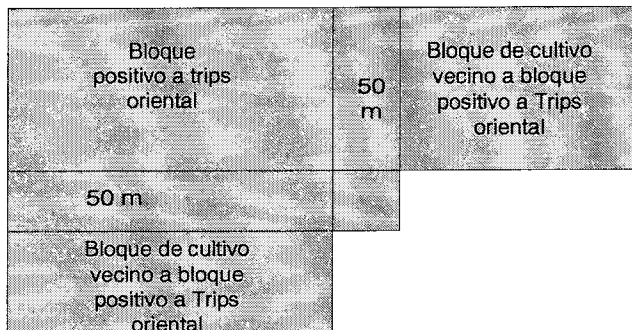 Bloque
positivo a trips
oriental
50
m
Bloque de cultivo
vecino a bloque
positivo a Trips
oriental
50 m
Bloque de cultivo
vecino a bloque
positivo a Trips
oriental